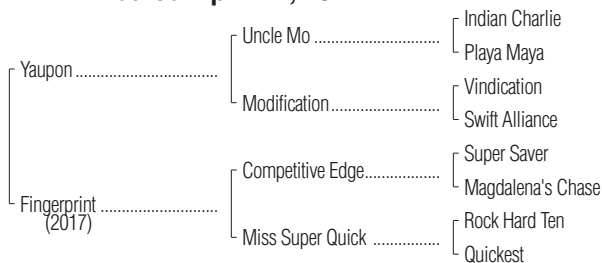 Indian Charlie
Uncle Mo
Playa Maya
Yaupon
Vindication
Modification
Swift Alliance
Super Saver
Competitive Edge
Magdalena's Chase
Fingerprint
(2017)
Rock Hard Ten
Miss Super Quick
Quickest